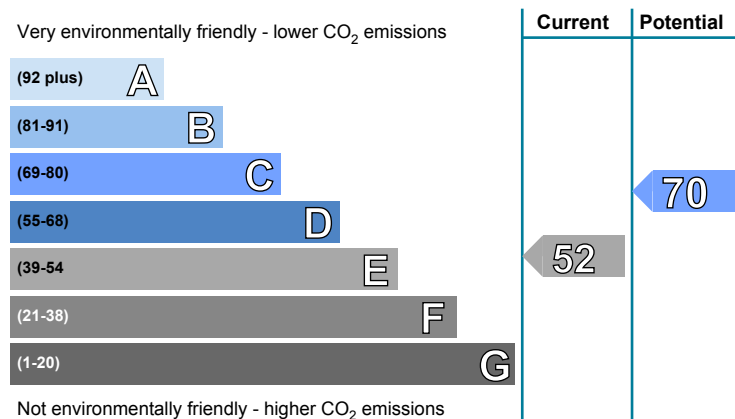 Very environmentally friendly - lower CO₂ emissions
Current
Potential
(92 plus) A
(81-91) B
(69-80) C
70
(55-68) D
(39-54 E
52
(21-38) F
(1-20) G
Not environmentally friendly - higher CO₂ emissions